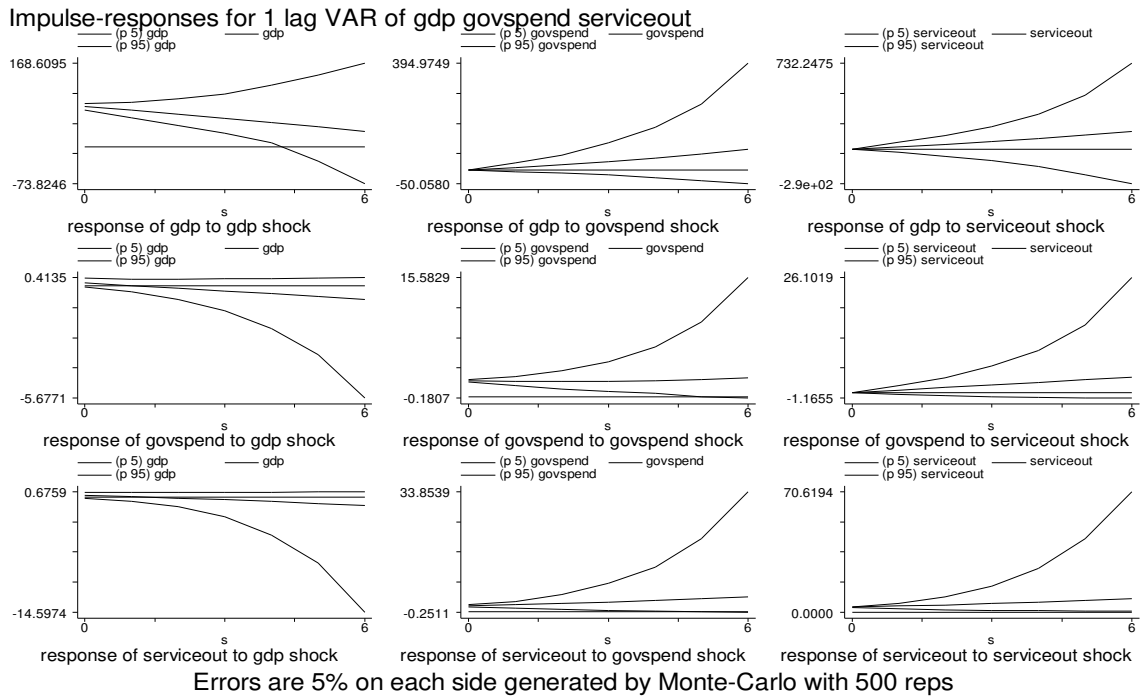 Impulse-responses for 1 lag VAR of gdp govspend serviceout
(p 5) gdp gdp
(p 95) gdp
168.6095
-73.8246
0 6
s
response of gdp to gdp shock
(p 5) govspend govspend
(p 95) govspend
394.9749
-50.0580
0 6
s
response of gdp to govspend shock
(p 5) serviceout serviceout
(p 95) serviceout
732.2475
-2.9e+02
0 6
s
response of gdp to serviceout shock
(p 5) gdp gdp
(p 95) gdp
0.4135
-5.6771
0 6
s
response of govspend to gdp shock
(p 5) govspend govspend
(p 95) govspend
15.5829
-0.1807
0 6
s
response of govspend to govspend shock
(p 5) serviceout serviceout
(p 95) serviceout
26.1019
-1.1655
0 6
s
response of govspend to serviceout shock
(p 5) gdp gdp
(p 95) gdp
0.6759
-14.5974
0 6
s
response of serviceout to gdp shock
(p 5) govspend govspend
(p 95) govspend
33.8539
-0.2511
0 6
s
response of serviceout to govspend shock
(p 5) serviceout serviceout
(p 95) serviceout
70.6194
0.0000
0 6
s
response of serviceout to serviceout shock
Errors are 5% on each side generated by Monte-Carlo with 500 reps